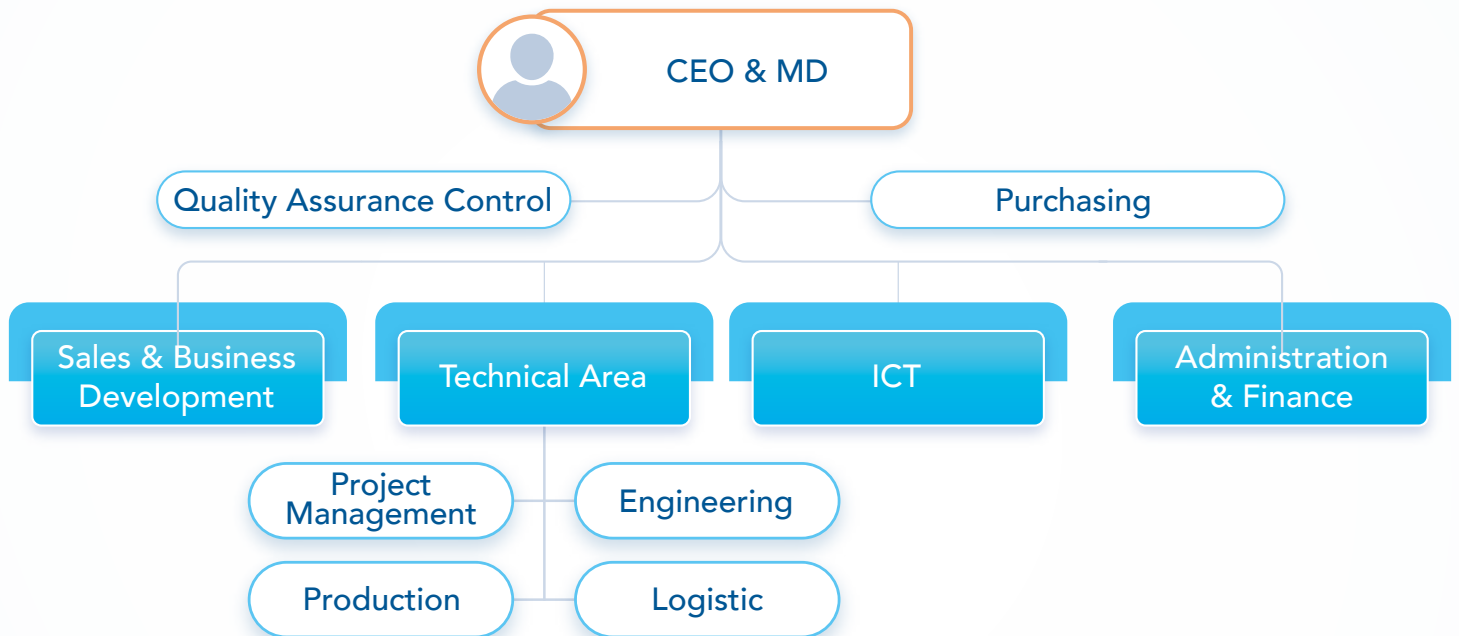 CEO & MD
Quality Assurance Control
Purchasing
Sales & Business
Development
Technical Area
ICT
Administration
& Finance
Project
Management
Engineering
Production
Logistic